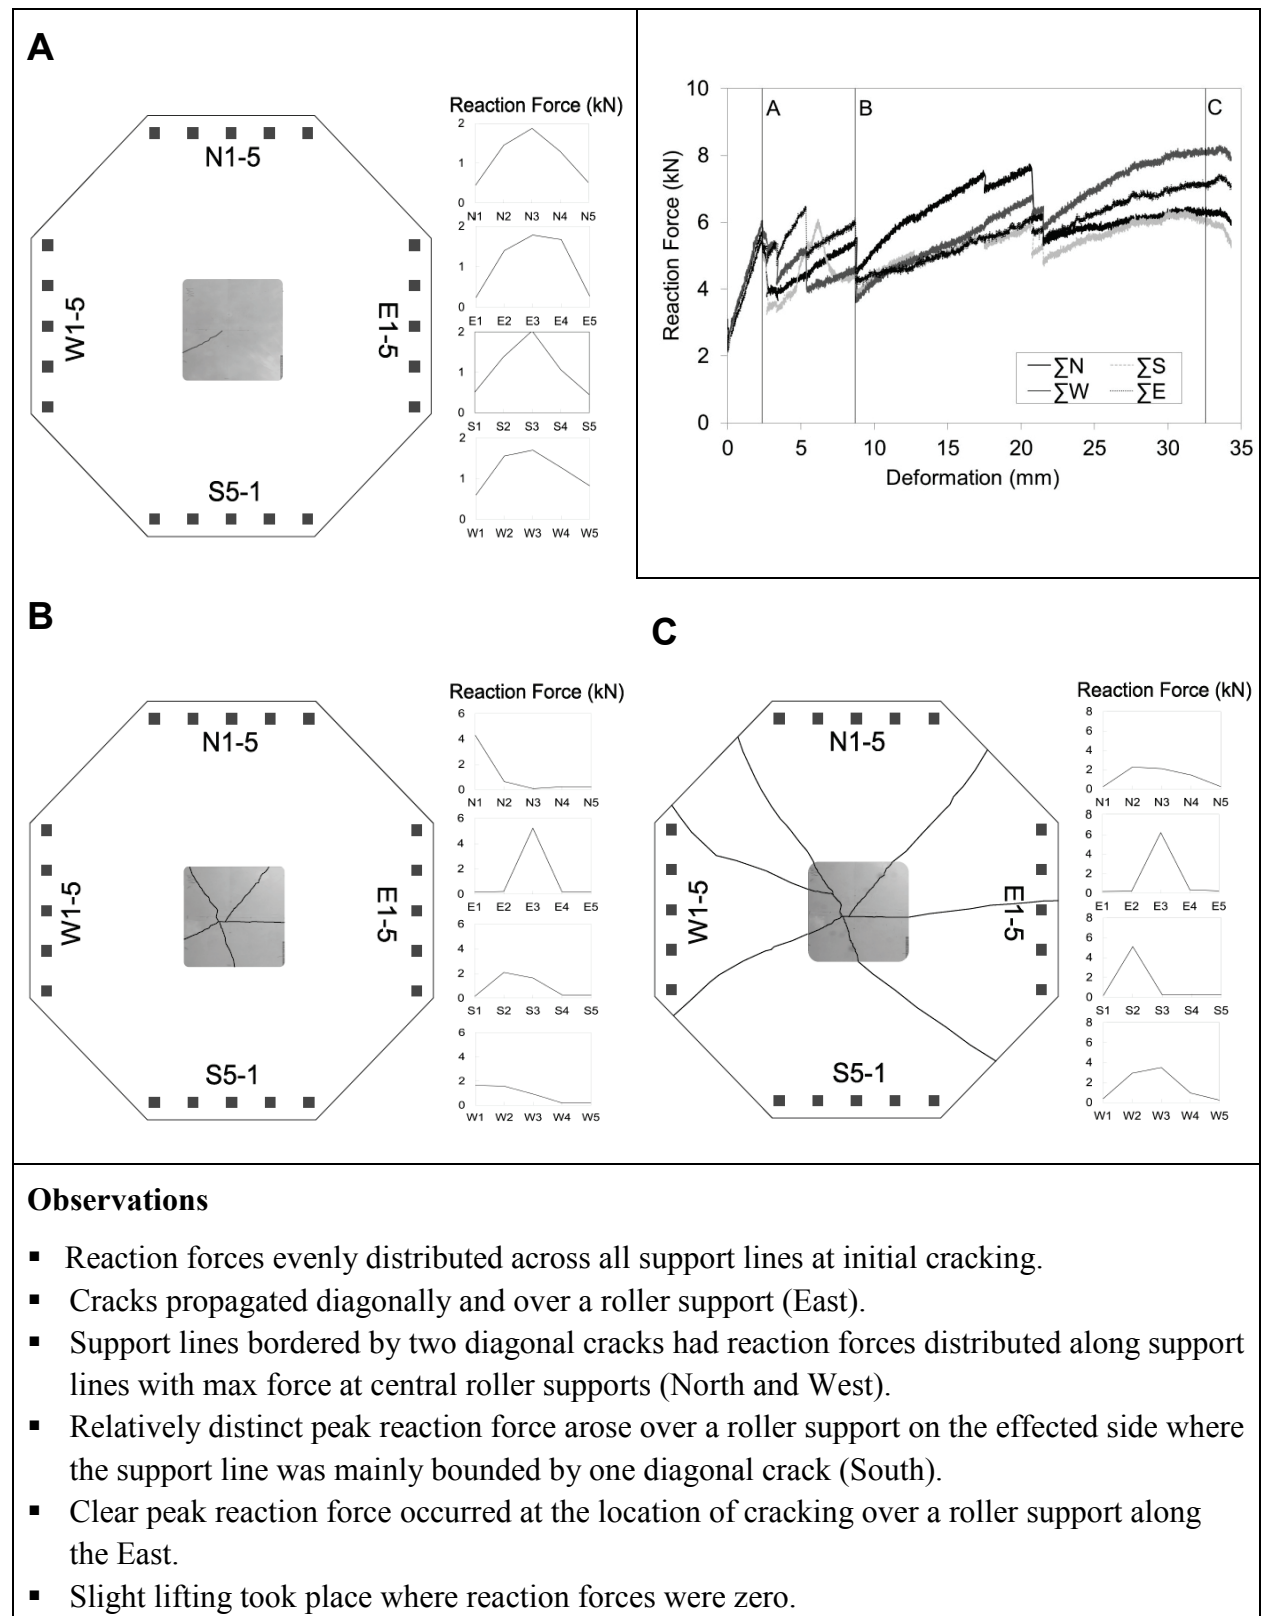 A
Reaction Force (kN)
2
1
0
N1 N2 N3 N4 N5
2
1
0
E1 E2 E3 E4 E5
2
1
0
S1 S2 S3 S4 S5
2
1
0
W1 W2 W3 W4 W5
N1-5
W1-5
E1-5
S5-1
10
8
6
4
2
0
Reaction Force (kN)
A
B
C
∑N ∑S
∑W ∑E
0 5 10 15 20 25 30 35
Deformation (mm)
B
Reaction Force (kN)
6
4
2
0
N1 N2 N3 N4 N5
6
4
2
0
E1 E2 E3 E4 E5
6
4
2
0
S1 S2 S3 S4 S5
6
4
2
0
W1 W2 W3 W4 W5
N1-5
W1-5
E1-5
S5-1
C
Reaction Force (kN)
8
6
4
2
0
N1 N2 N3 N4 N5
8
6
4
2
0
E1 E2 E3 E4 E5
8
6
4
2
0
S1 S2 S3 S4 S5
8
6
4
2
0
W1 W2 W3 W4 W5
N1-5
W1-5
E1-5
S5-1
Observations
▪ Reaction forces evenly distributed across all support lines at initial cracking.
▪ Cracks propagated diagonally and over a roller support (East).
▪ Support lines bordered by two diagonal cracks had reaction forces distributed along support
lines with max force at central roller supports (North and West).
▪ Relatively distinct peak reaction force arose over a roller support on the effected side where
the support line was mainly bounded by one diagonal crack (South).
▪ Clear peak reaction force occurred at the location of cracking over a roller support along
the East.
▪ Slight lifting took place where reaction forces were zero.